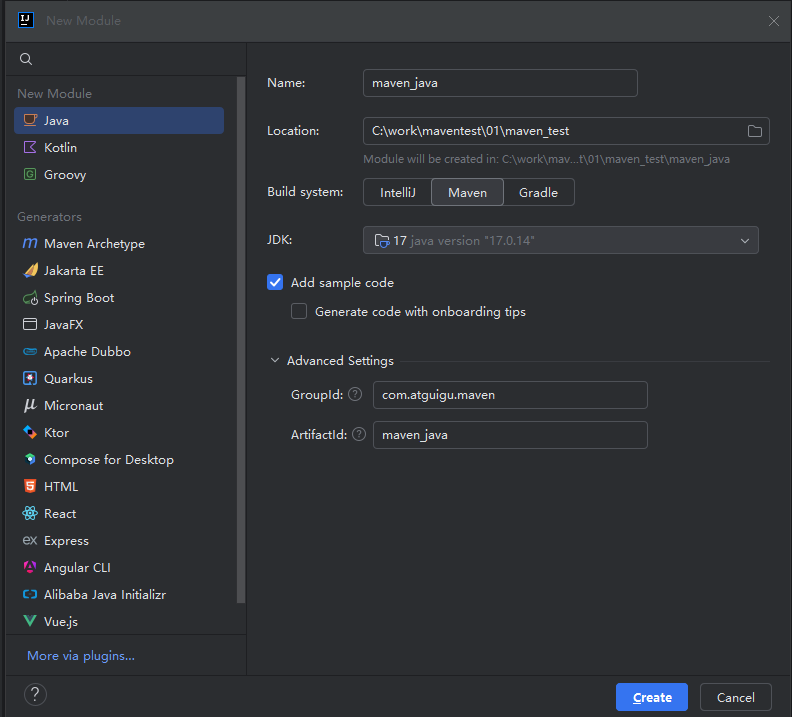 New Module
New Module
Java
Kotlin
Groovy
Generators
Maven Archetype
Jakarta EE
Spring Boot
JavaFX
Apache Dubbo
Quarkus
Micronaut
Ktor
Compose for Desktop
HTML
React
Express
Angular CLI
Alibaba Java Initializr
Vue.js
More via plugins...
Name: maven_java
Location: C:\work\maventest\01\maven_test
Module will be created in: C:\work\mav...t\01\maven_test\maven_java
Build system: IntelliJ Maven Gradle
JDK: 17 java version "17.0.14"
Add sample code
Generate code with onboarding tips
Advanced Settings
GroupId: ? com.atguigu.maven
ArtifactId: ? maven_java
? Create Cancel